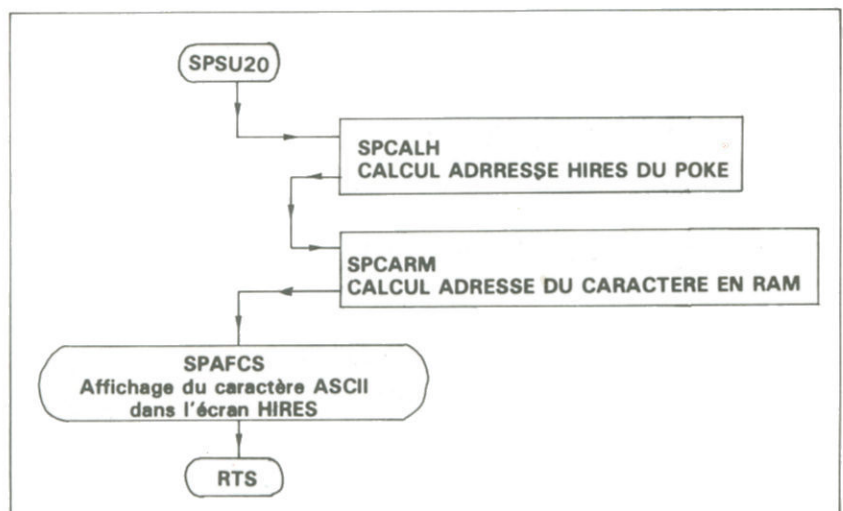 SPSU20
SPCALH
CALCUL ADRRESSE HIRES DU POKE
SPCARM
CALCUL ADRESSE DU CARACTERE EN RAM
SPAFCS
Affichage du caractère ASCII
dans l'écran HIRES
RTS